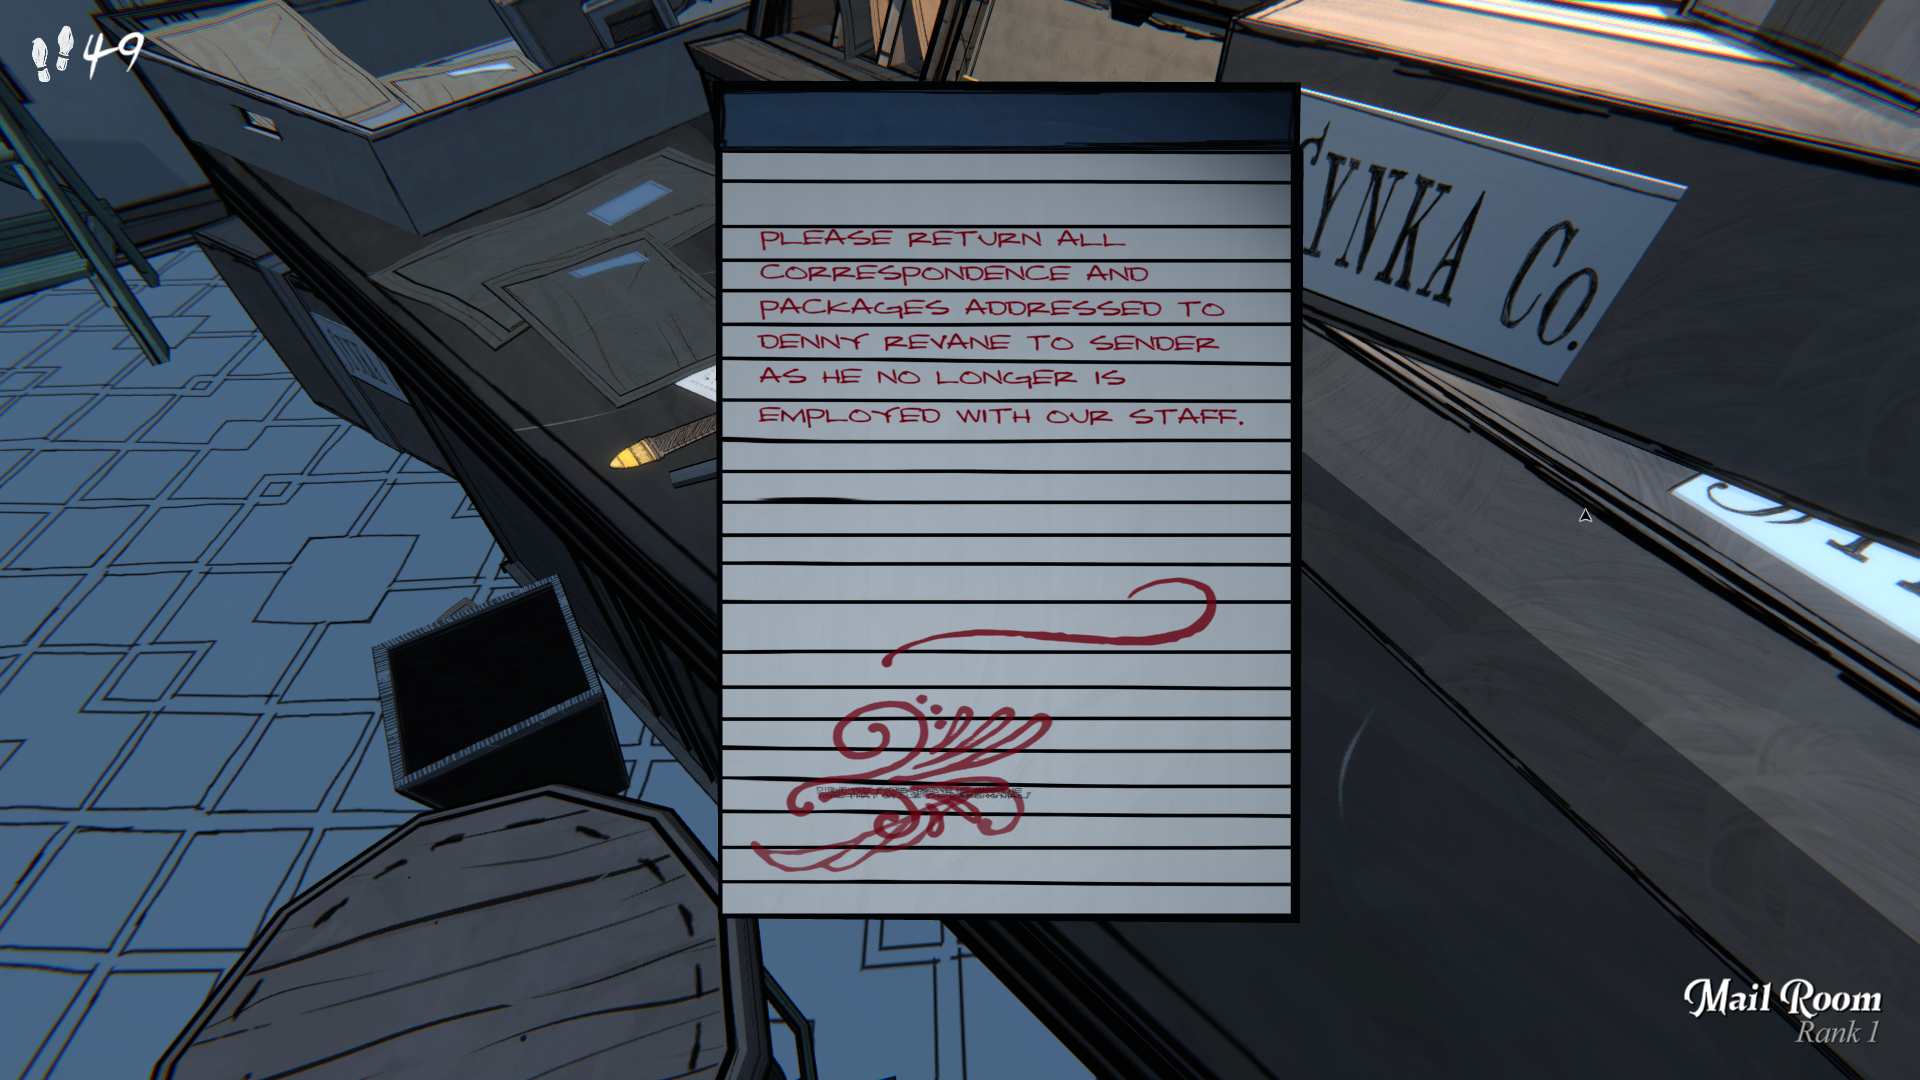 49
PLEASE RETURN ALL
CORRESPONDENCE AND
PACKAGES ADDRESSED TO
DENNY REVANE TO SENDER
AS HE NO LONGER IS
EMPLOYED WITH OUR STAFF.
SYNKA CO.
Mail Room
Rank 1